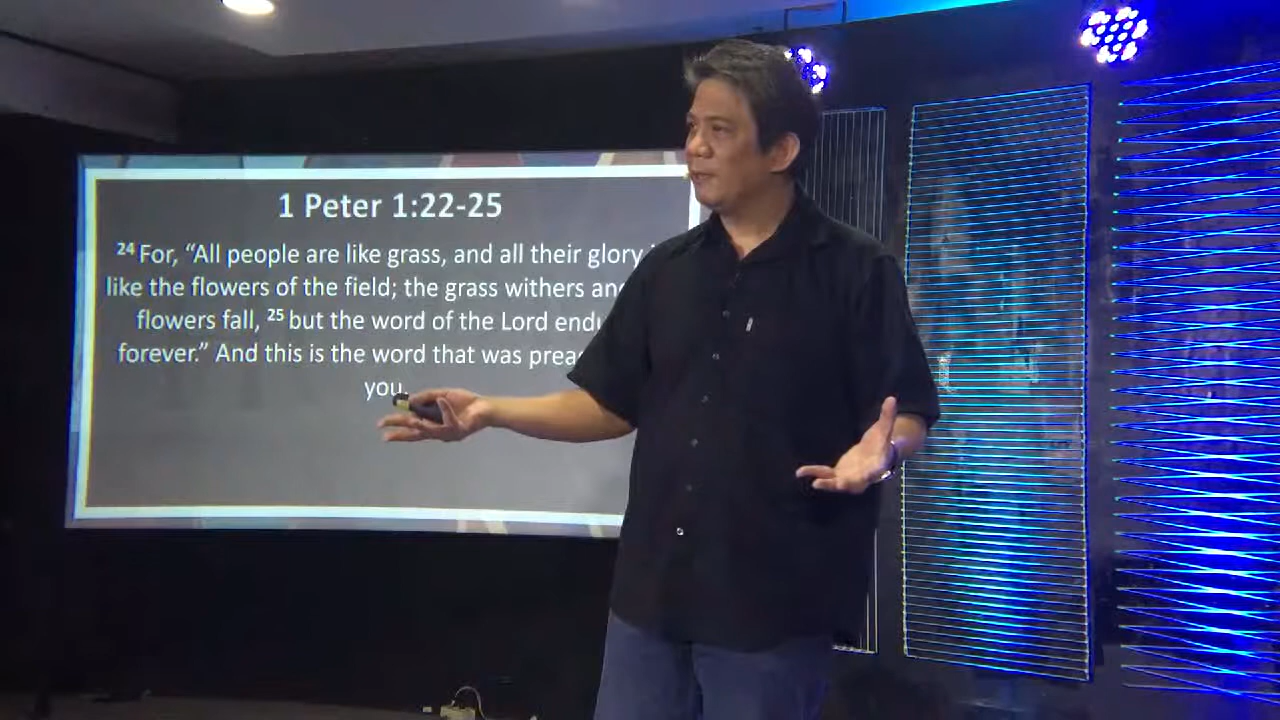 1 Peter 1:22-25
24 For, “All people are like grass, and all their glory
like the flowers of the field; the grass withers and
flowers fall, 25 but the word of the Lord
forever.” And this is the word that was
you.